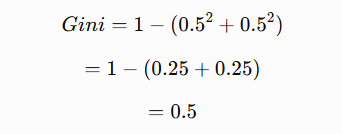 Gini = 1 − (0.5² + 0.5²)
= 1 − (0.25 + 0.25)
= 0.5